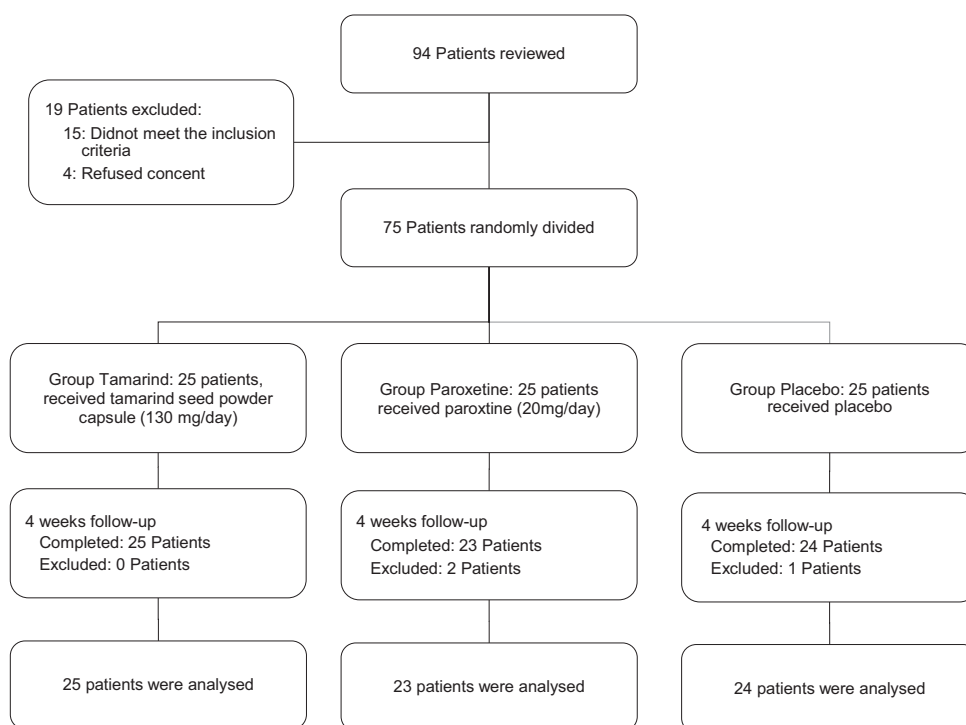 94 Patients reviewed
19 Patients excluded:
15: Didnot meet the inclusion
criteria
4: Refused concent
75 Patients randomly divided
Group Tamarind: 25 patients,
received tamarind seed powder
capsule (130 mg/day)
Group Paroxetine: 25 patients
received paroxtine (20mg/day)
Group Placebo: 25 patients
received placebo
4 weeks follow-up
Completed: 25 Patients
Excluded: 0 Patients
4 weeks follow-up
Completed: 23 Patients
Excluded: 2 Patients
4 weeks follow-up
Completed: 24 Patients
Excluded: 1 Patients
25 patients were analysed
23 patients were analysed
24 patients were analysed